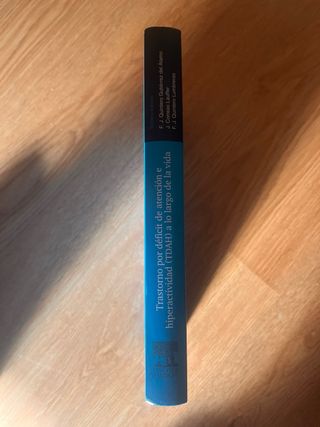 F. J. Quintero Gutiérrez del Álamo
J. Correas Lauffer
F. J. Quintero Lumbreras
Trastorno por déficit de atención e
hiperactividad (TDAH) a lo largo de la vida